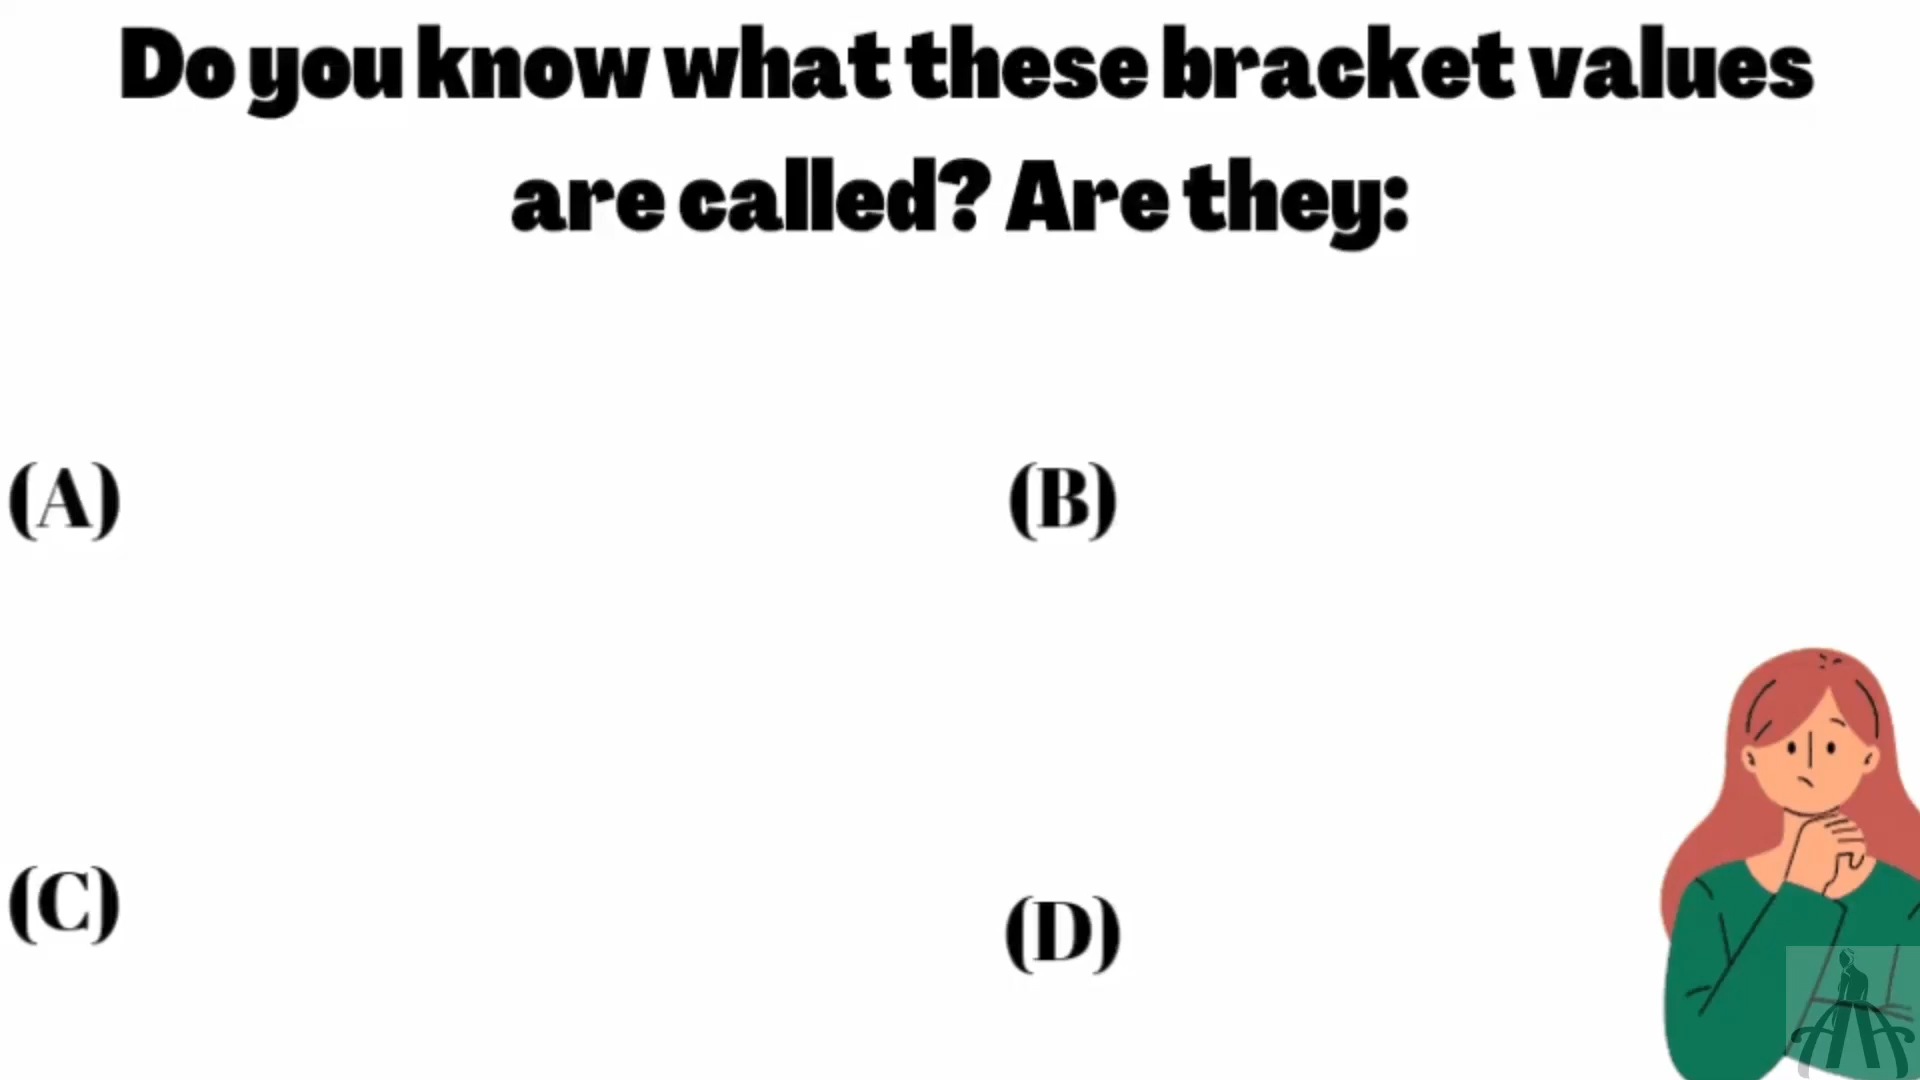 Do you know what these bracket values
are called? Are they:
(A)
(B)
(C)
(D)